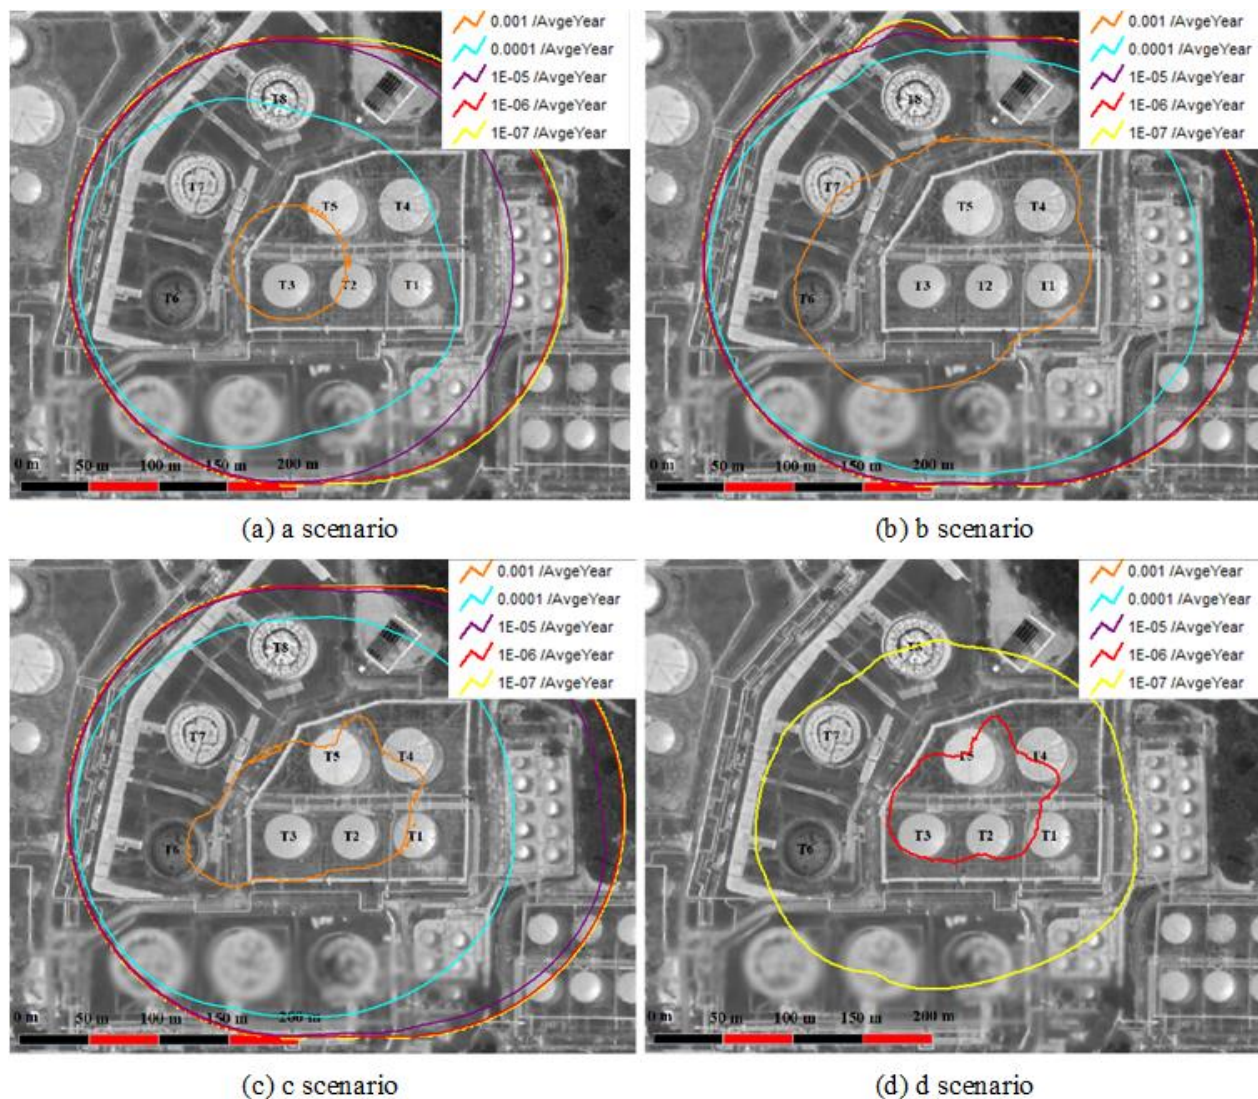 0.001 /AvgeYear
0.0001 /AvgeYear
1E-05 /AvgeYear
1E-06 /AvgeYear
1E-07 /AvgeYear
T8
T7
T5
T4
T6
T3
T2
T1
0 m 50 m 100 m 150 m 200 m
(a) a scenario
0.001 /AvgeYear
0.0001 /AvgeYear
1E-05 /AvgeYear
1E-06 /AvgeYear
1E-07 /AvgeYear
T8
T7
T5
T4
T6
T3
T2
T1
0 m 50 m 100 m 150 m 200 m
(b) b scenario
0.001 /AvgeYear
0.0001 /AvgeYear
1E-05 /AvgeYear
1E-06 /AvgeYear
1E-07 /AvgeYear
T8
T7
T5
T4
T6
T3
T2
T1
0 m 50 m 100 m 150 m 200 m
(c) c scenario
0.001 /AvgeYear
0.0001 /AvgeYear
1E-05 /AvgeYear
1E-06 /AvgeYear
1E-07 /AvgeYear
T8
T7
T5
T4
T6
T3
T2
T1
0 m 50 m 100 m 150 m 200 m
(d) d scenario